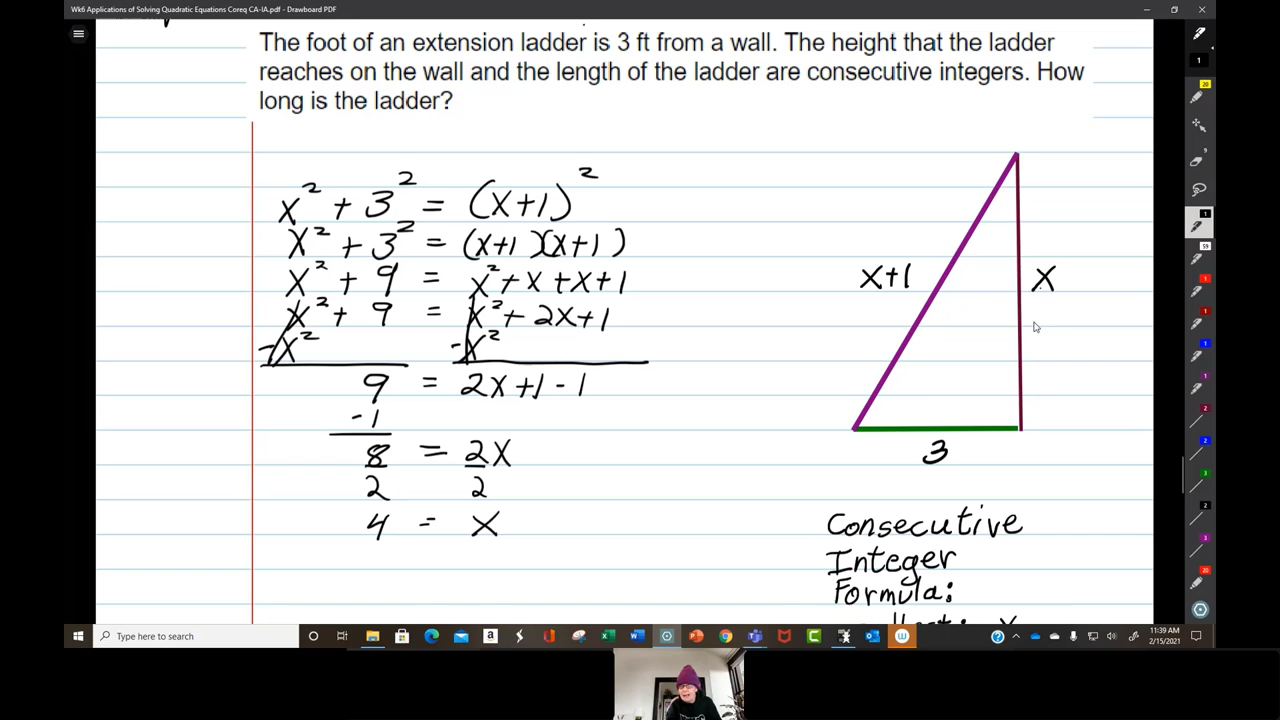 Wk6 Applications of Solving Quadratic Equations Coreq CA-IA.pdf - Drawboard PDF
The foot of an extension ladder is 3 ft from a wall. The height that the ladder
reaches on the wall and the length of the ladder are consecutive integers. How
long is the ladder?
x² + 3² = (x+1)²
x² + 3² = (x+1)(x+1)
x² + 9 = x² + x + x + 1
x² + 9 = x² + 2x + 1
-x² -x²
9 = 2x + 1 - 1
-1
8 = 2x
2 2
4 = x
x+1
x
3
Consecutive
Integer
Formula:
Type here to search
11:39 AM
2/15/2021